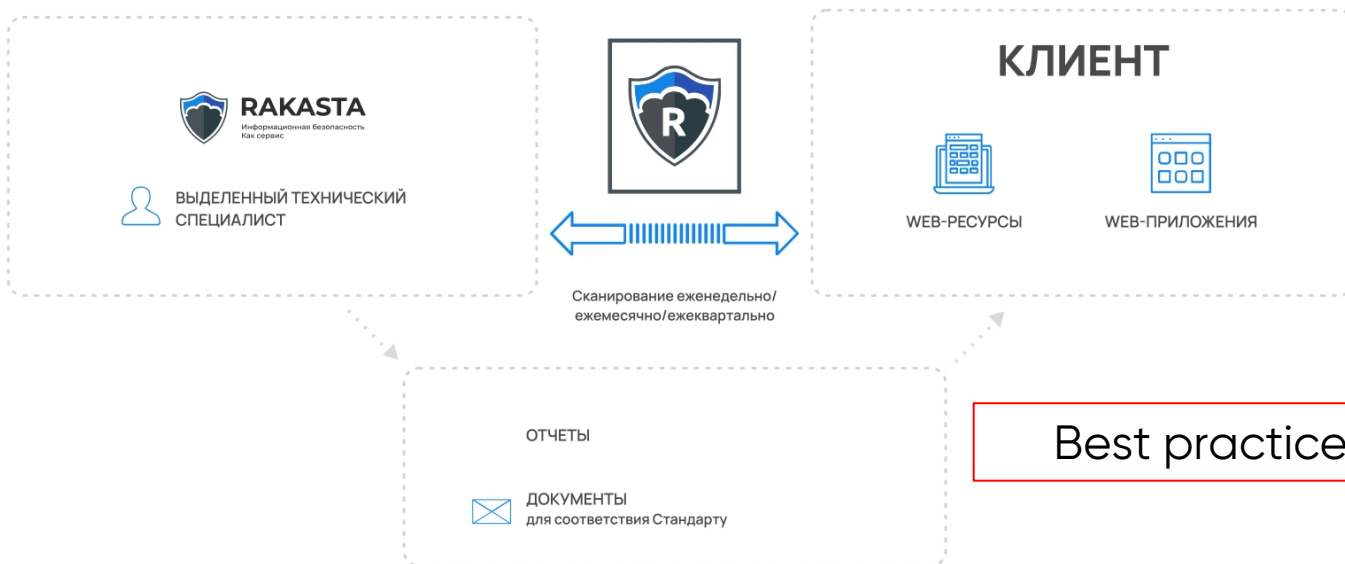 RAKASTA
Информационная безопасность
Как сервис
ВЫДЕЛЕННЫЙ ТЕХНИЧЕСКИЙ
СПЕЦИАЛИСТ
R
Сканирование еженедельно/
ежемесячно/ежеквартально
КЛИЕНТ
WEB-РЕСУРСЫ
WEB-ПРИЛОЖЕНИЯ
ОТЧЕТЫ
ДОКУМЕНТЫ
для соответствия Стандарту
Best practice